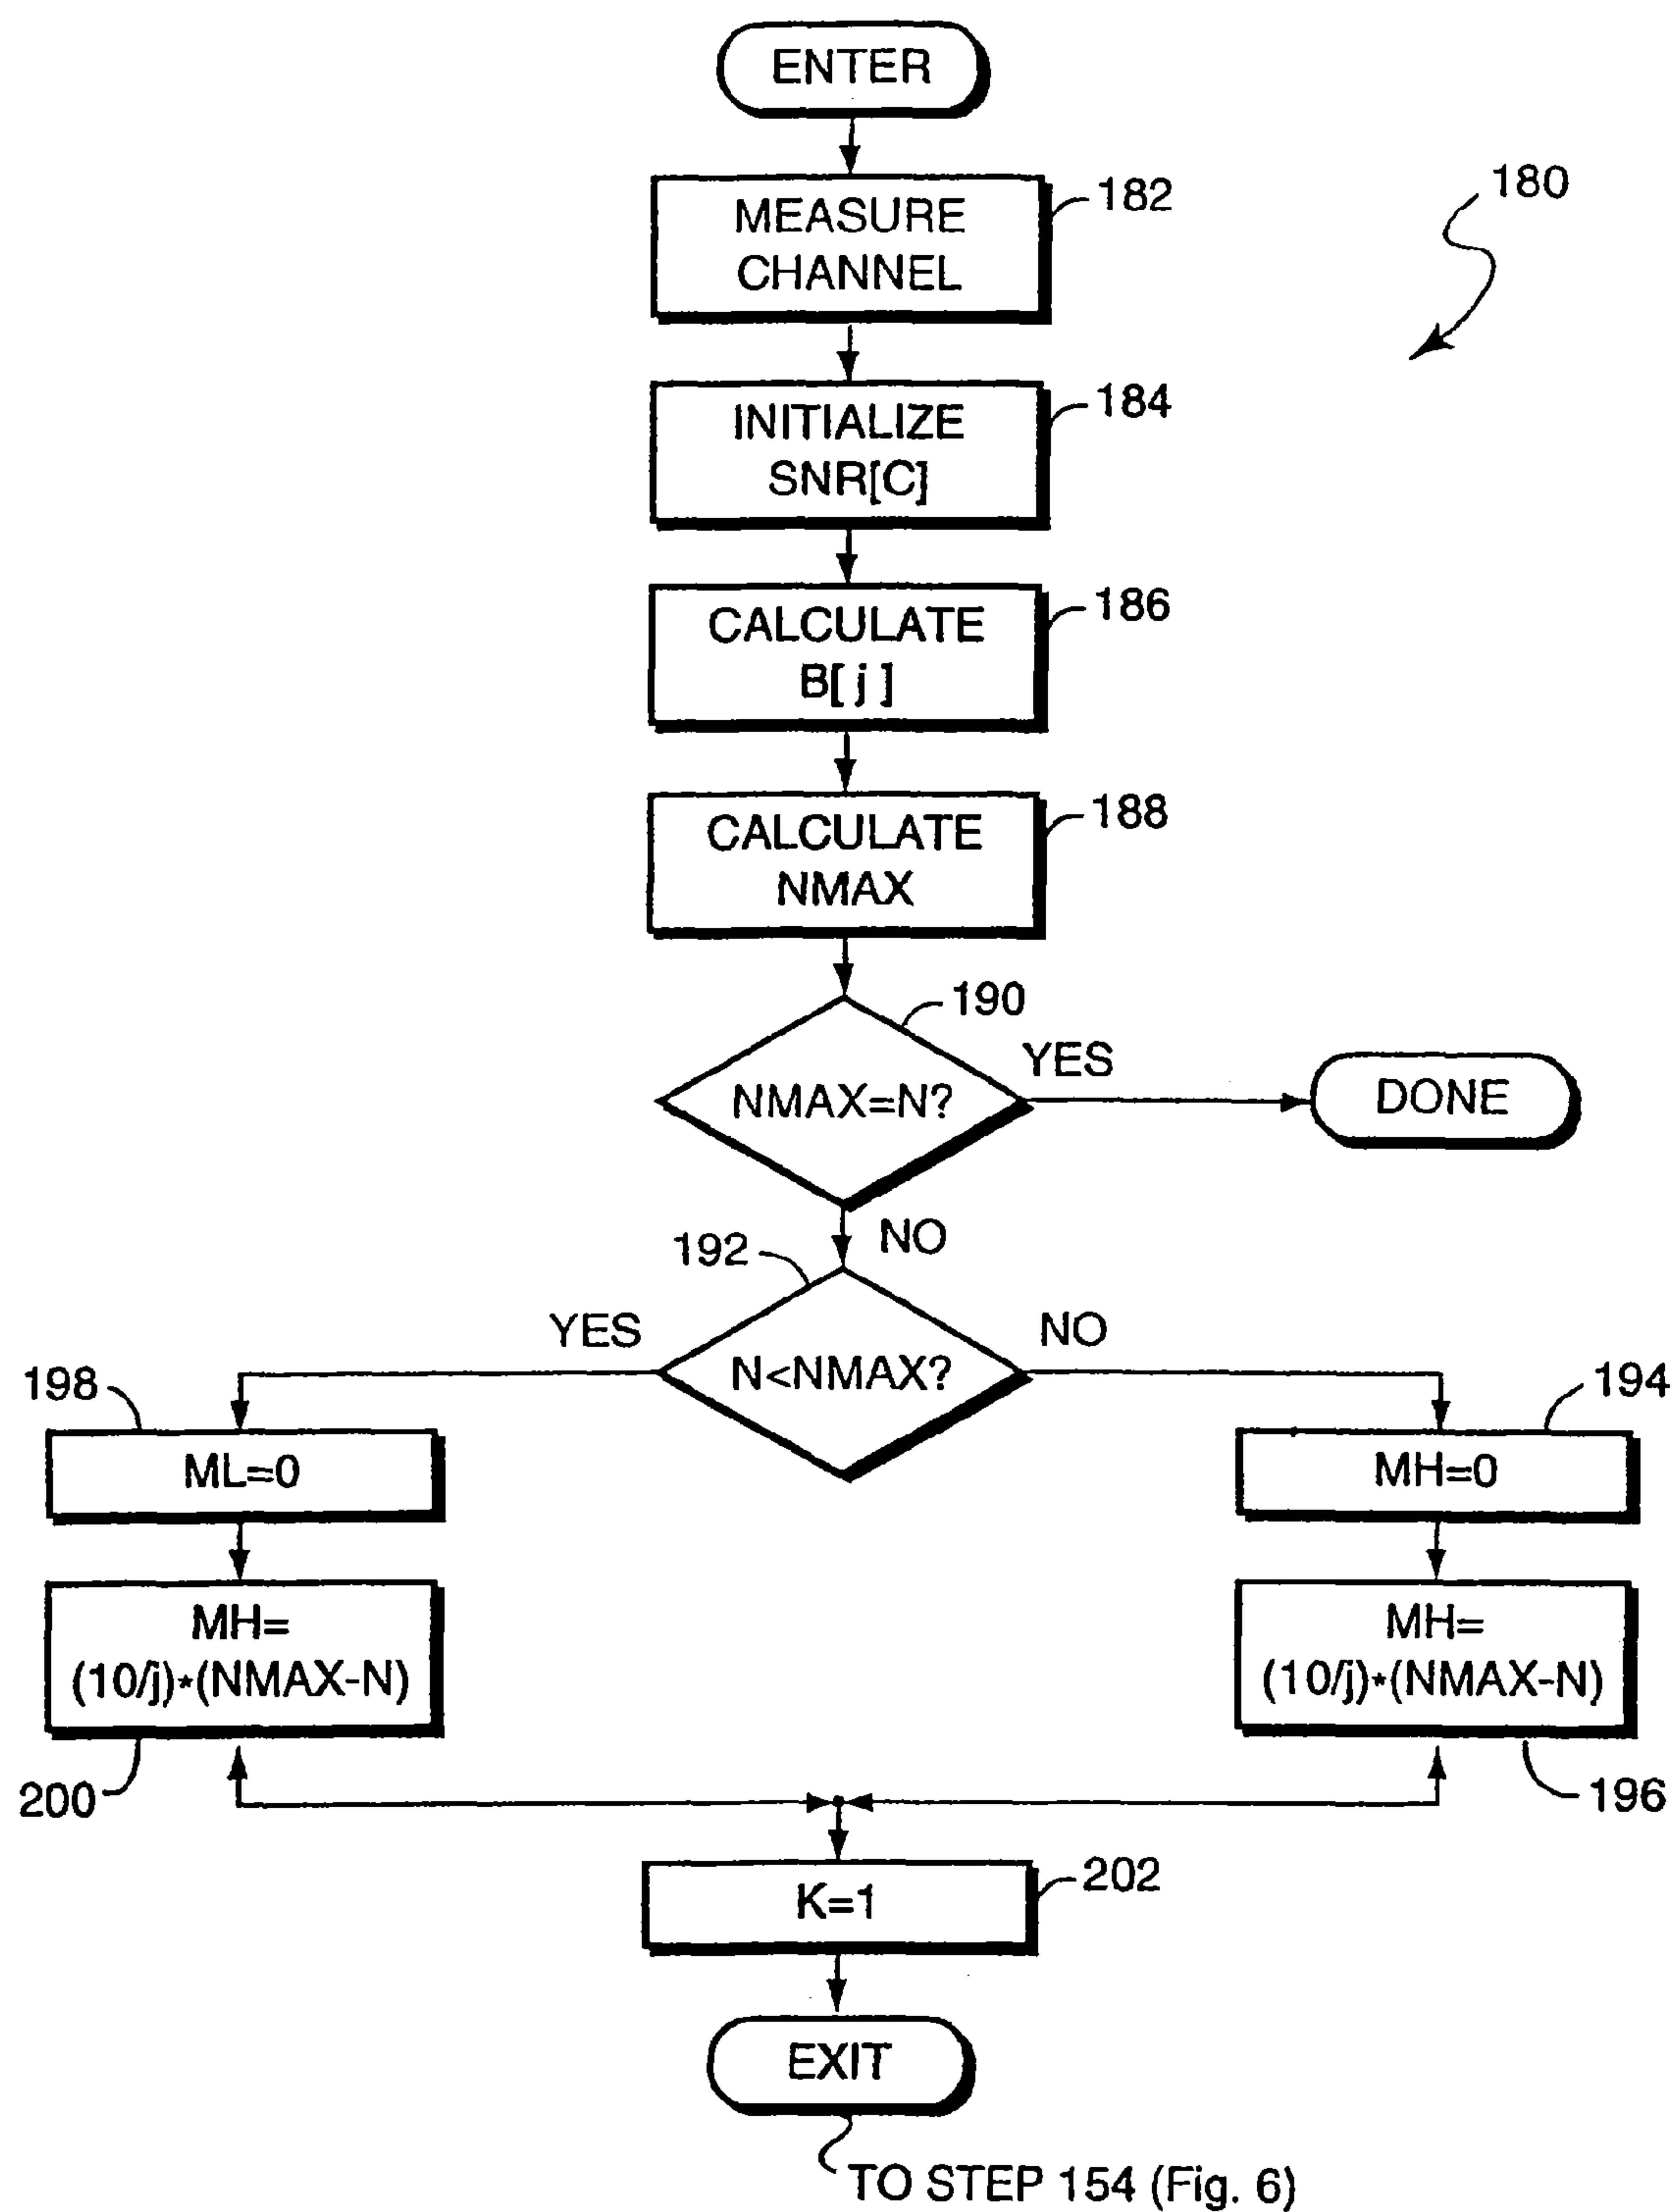 ENTER
MEASURE
CHANNEL
182
180
INITIALIZE
SNR[C]
184
CALCULATE
B[ j ]
186
CALCULATE
NMAX
188
190
NMAX=N?
YES
DONE
NO
192
N<NMAX?
YES
NO
198
ML=0
194
MH=0
MH=
(10/j)*(NMAX-N)
200
MH=
(10/j)*(NMAX-N)
196
K=1
202
EXIT
TO STEP 154 (Fig. 6)